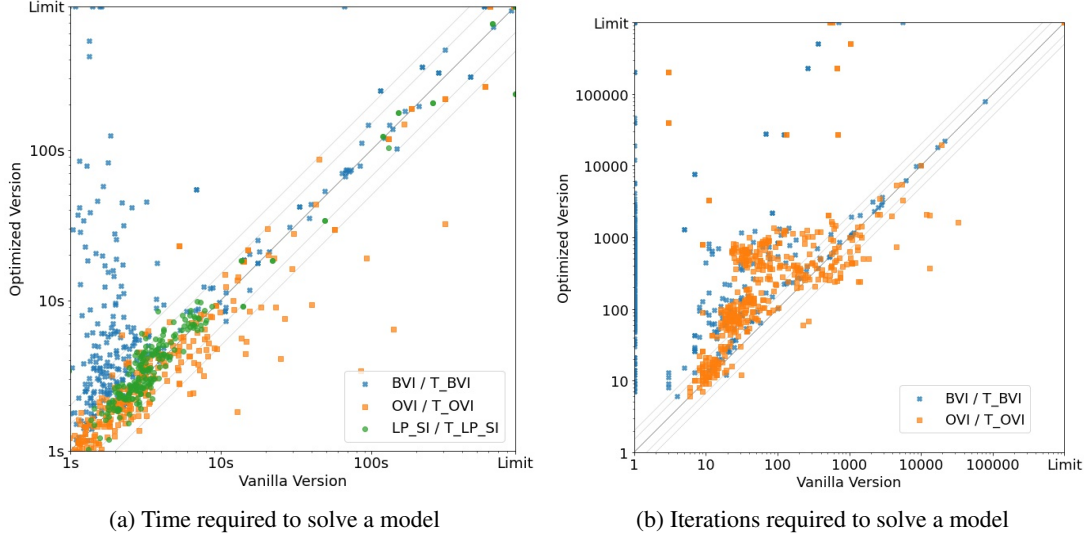 Limit
100s
10s
1s
Optimized Version
1s
10s
100s
Limit
Vanilla Version
BVI / T_BVI
OVI / T_OVI
LP_SI / T_LP_SI
(a) Time required to solve a model
Limit
100000
10000
1000
100
10
1
Optimized Version
1
10
100
1000
10000
100000
Limit
Vanilla Version
BVI / T_BVI
OVI / T_OVI
(b) Iterations required to solve a model